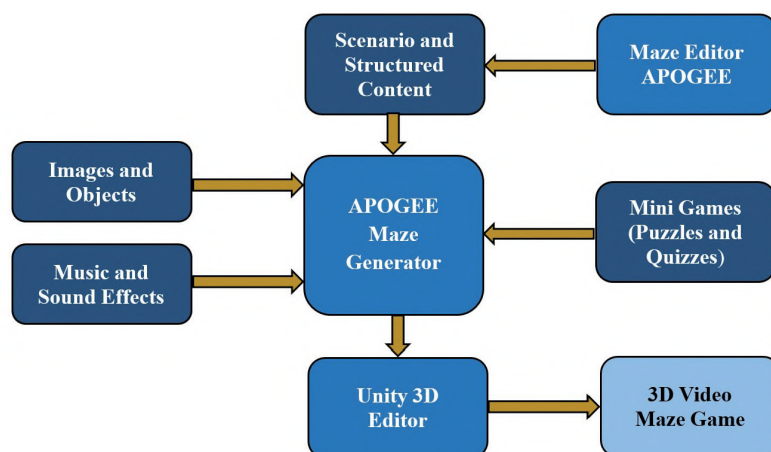 Scenario and
Structured
Content
Maze Editor
APOGEE
Images and
Objects
APOGEE
Maze
Generator
Mini Games
(Puzzles and
Quizzes)
Music and
Sound Effects
Unity 3D
Editor
3D Video
Maze Game